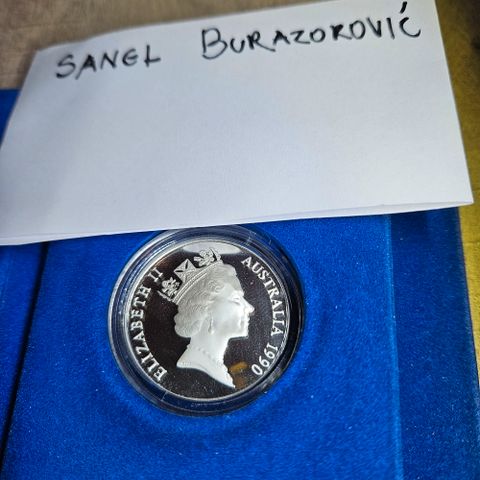 SANEL BURAZOROVIĆ
ELIZABETH II
AUSTRALIA 1990